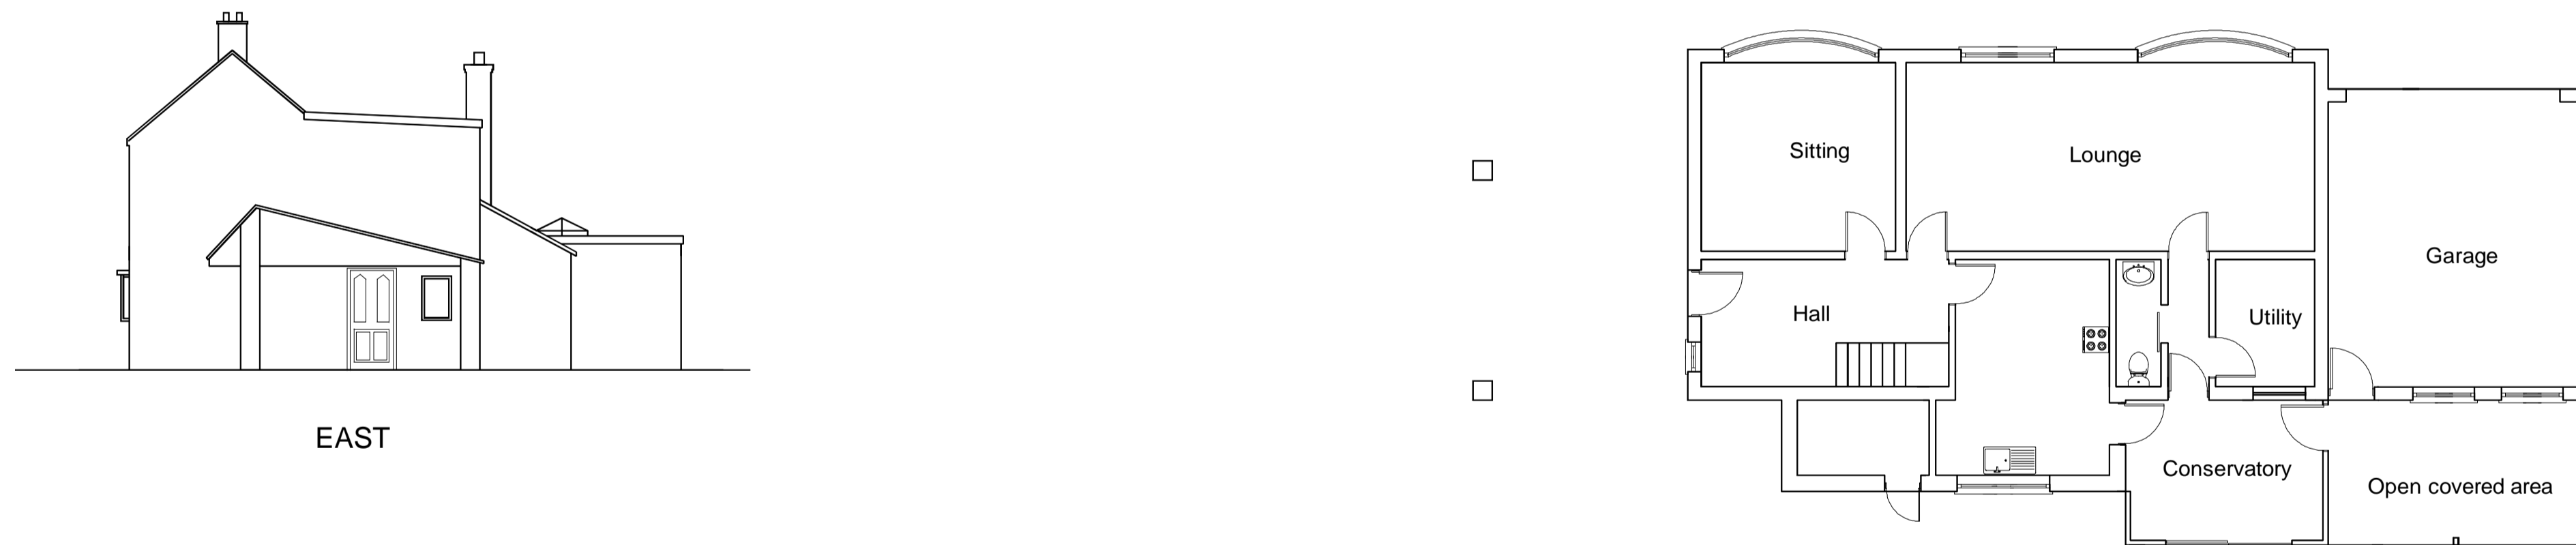 EAST
Sitting
Lounge
Garage
Hall
Utility
Conservatory
Open covered area